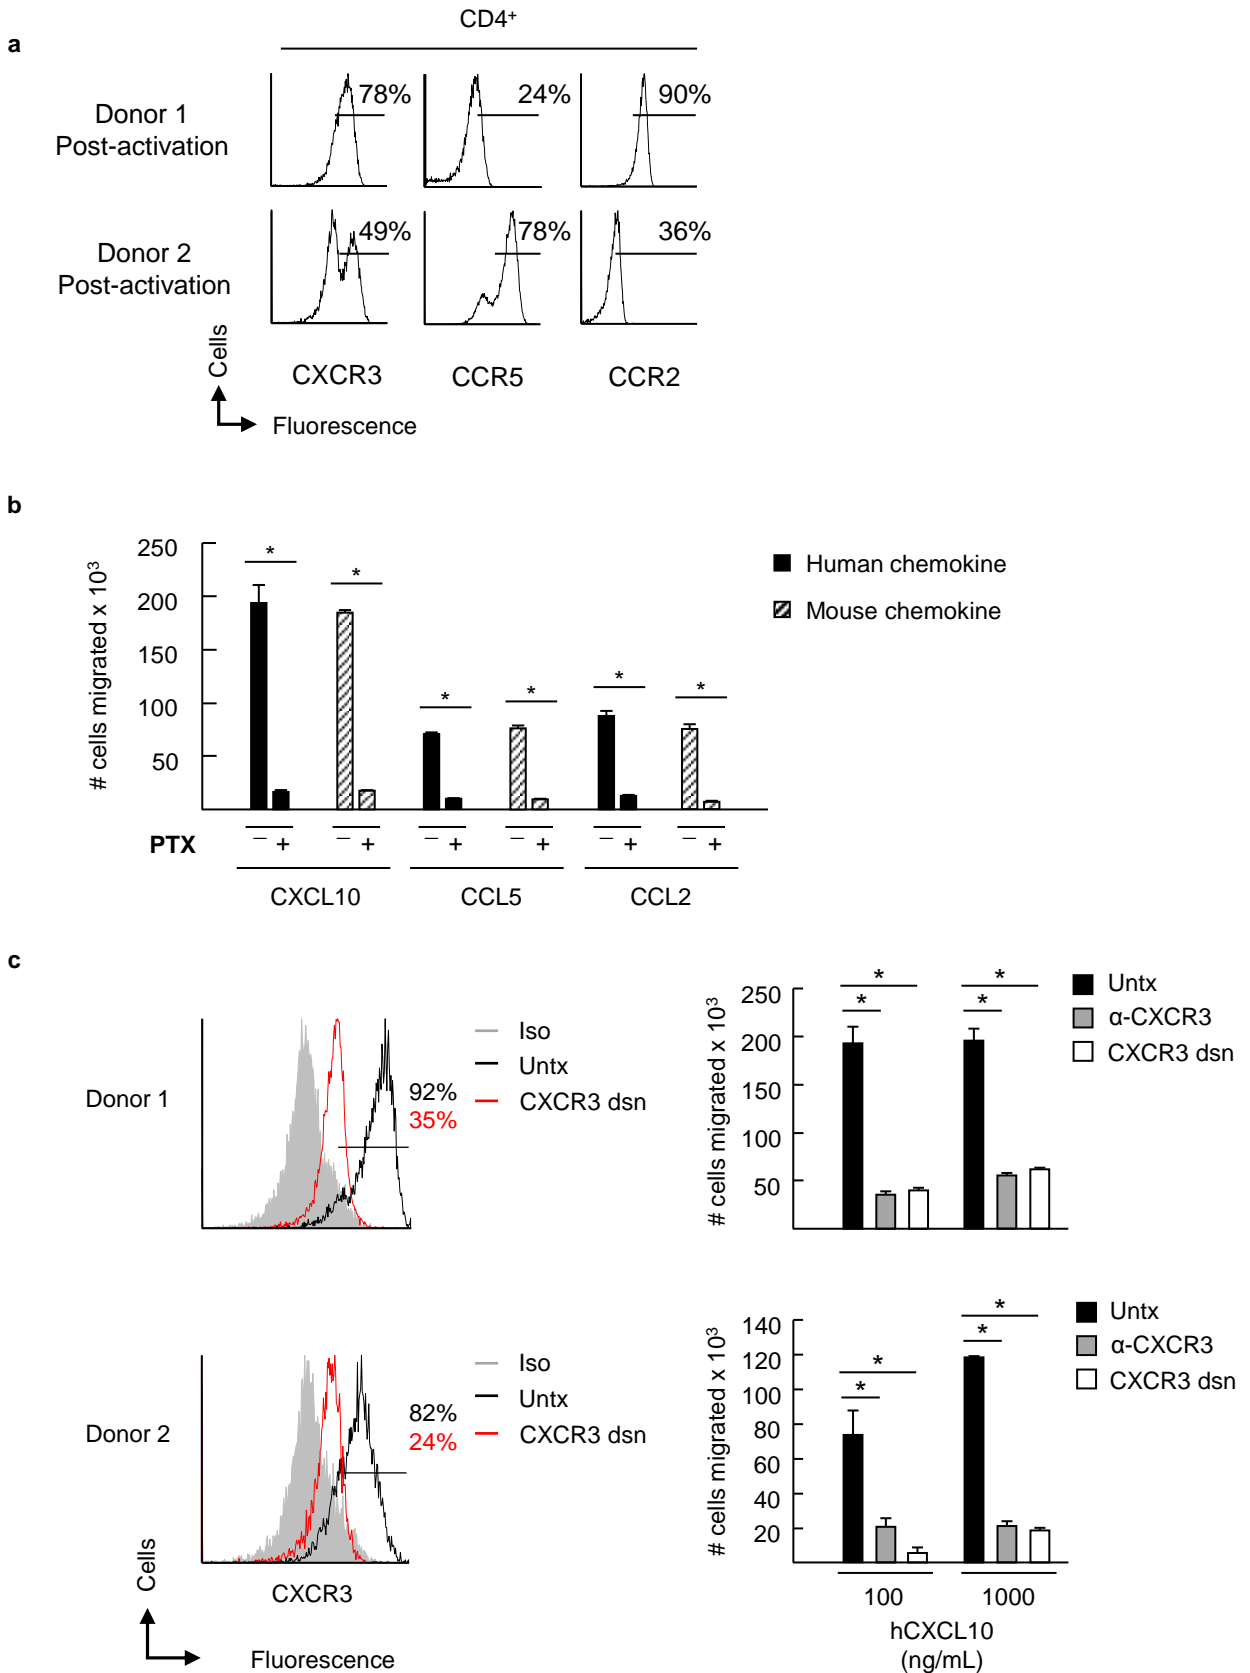 a
CD4⁺
Donor 1
Post-activation
78%
24%
90%
Donor 2
Post-activation
49%
78%
36%
Cells
CXCR3
CCR5
CCR2
Fluorescence
b
# cells migrated x 10³
250
200
150
100
50
*
*
*
*
*
*
Human chemokine
Mouse chemokine
PTX
– + – + – + – + – + – +
CXCL10
CCL5
CCL2
c
Donor 1
Iso
Untx
CXCR3 dsn
92%
35%
# cells migrated x 10³
250
200
150
100
50
* *
* *
Untx
α-CXCR3
CXCR3 dsn
Donor 2
Iso
Untx
CXCR3 dsn
82%
24%
Cells
CXCR3
Fluorescence
# cells migrated x 10³
140
120
100
80
60
40
20
* *
* *
Untx
α-CXCR3
CXCR3 dsn
100
1000
hCXCL10
(ng/mL)